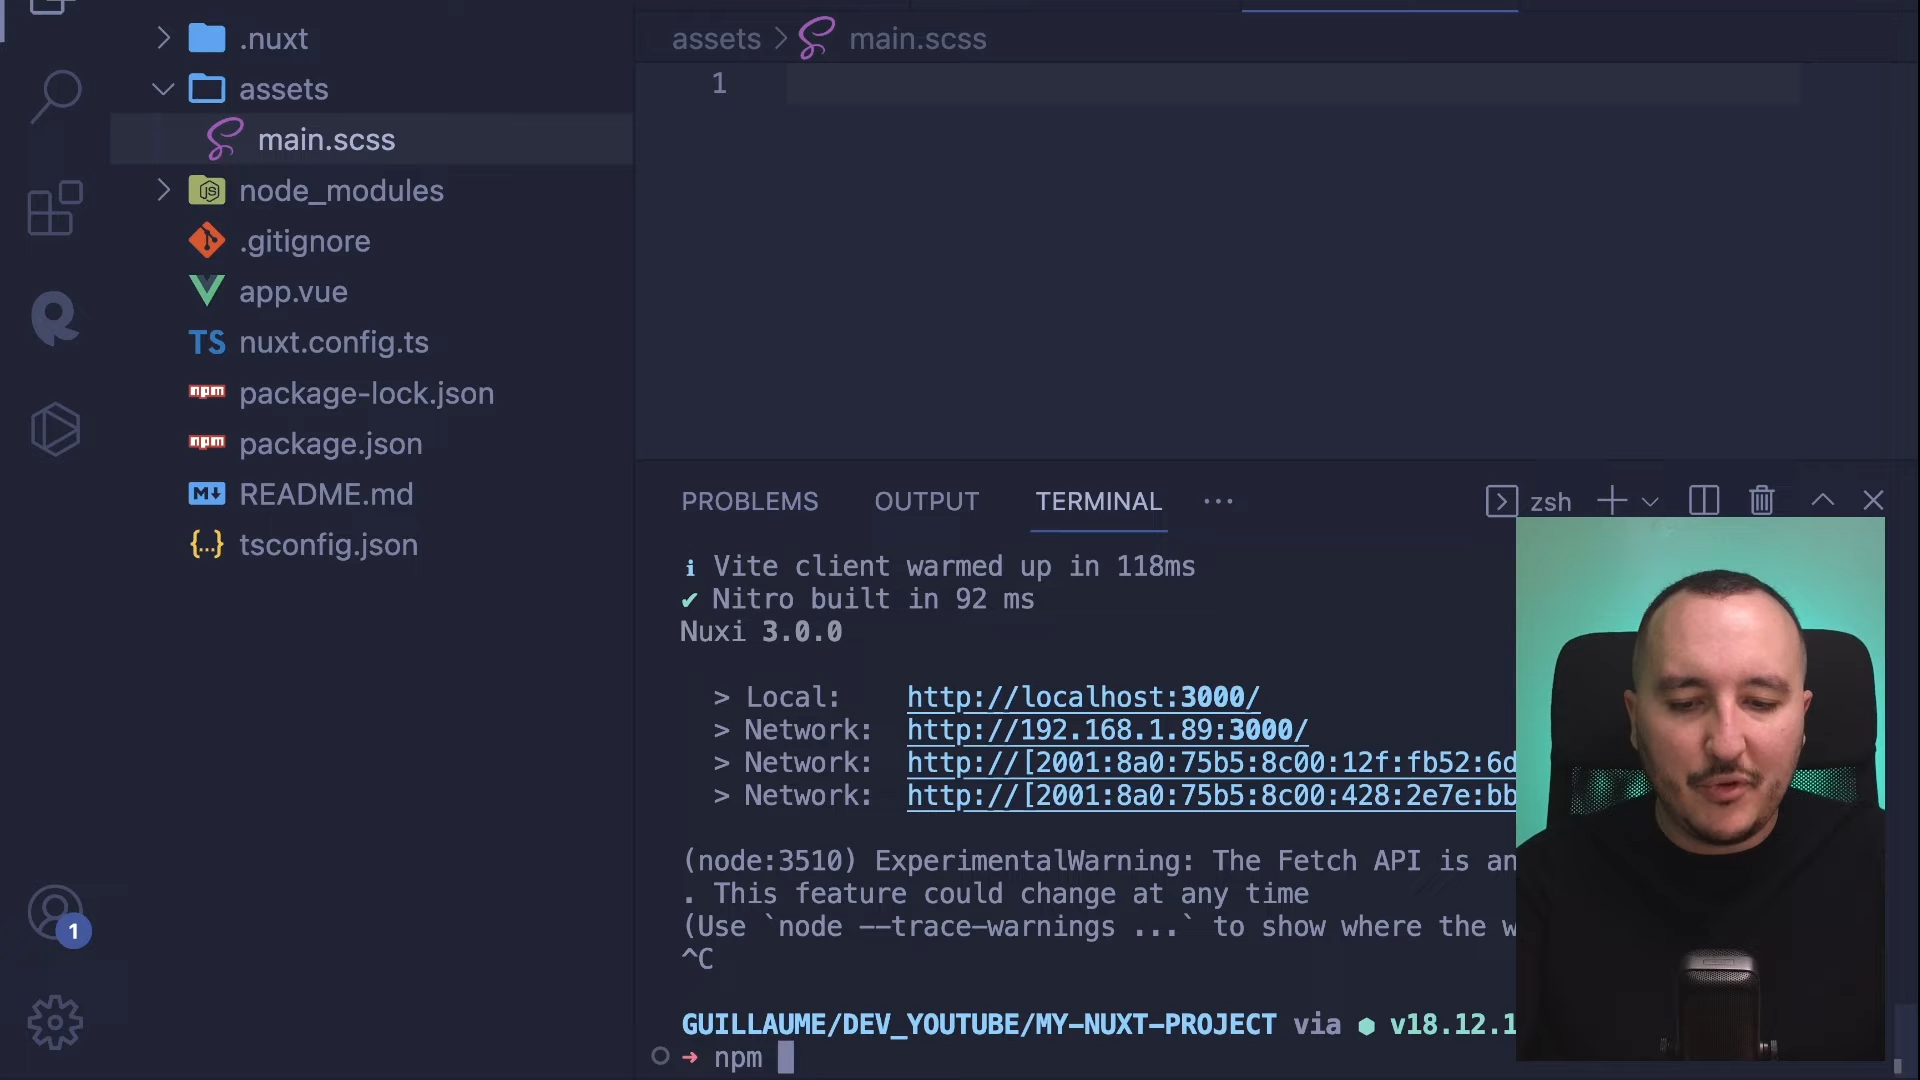 .nuxt
assets
main.scss
node_modules
.gitignore
app.vue
TS nuxt.config.ts
npm package-lock.json
npm package.json
M↓ README.md
{...} tsconfig.json
1
assets > main.scss
1
PROBLEMS OUTPUT TERMINAL ··· zsh
i Vite client warmed up in 118ms
✔ Nitro built in 92 ms
Nuxi 3.0.0
> Local: http://localhost:3000/
> Network: http://192.168.1.89:3000/
> Network: http://[2001:8a0:75b5:8c00:12f:fb52:6d
> Network: http://[2001:8a0:75b5:8c00:428:2e7e:bb
(node:3510) ExperimentalWarning: The Fetch API is an
. This feature could change at any time
(Use `node --trace-warnings ...` to show where the w
^C
GUILLAUME/DEV_YOUTUBE/MY-NUXT-PROJECT via ⬢ v18.12.1
➜ npm